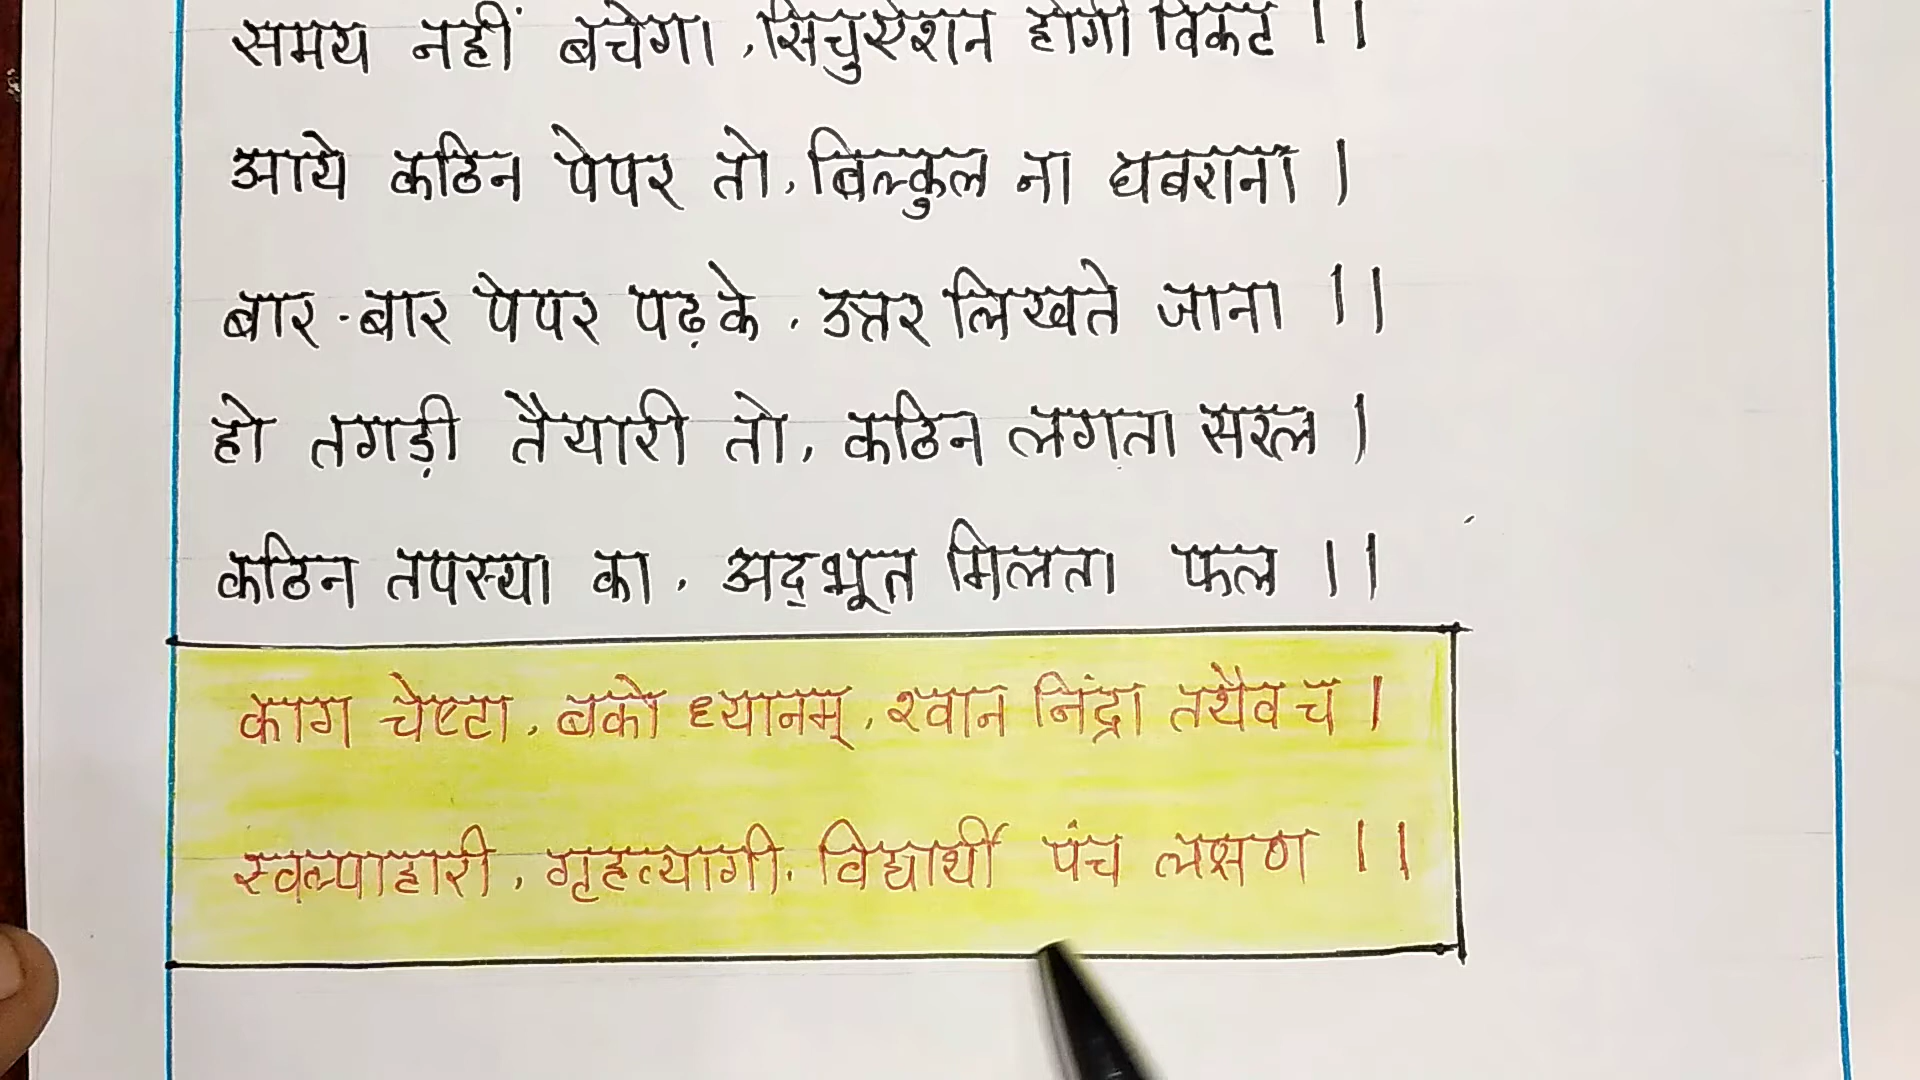 समय नहीं बचेगा, सिचुएशन होगी विकट ||
आये कठिन पेपर तो, बिल्कुल ना घबराना |
बार-बार पेपर पढ़के, उत्तर लिखते जाना ||
हो तगड़ी तैयारी तो, कठिन लगता सरल |
कठिन तपस्या का, अद्‌भूत मिलता फल ||
काग चेष्टा, बको ध्यानम्, श्वान निंद्रा तथैव च |
स्वल्पाहारी, गृहत्यागी, विद्यार्थी पंच लक्षण ||